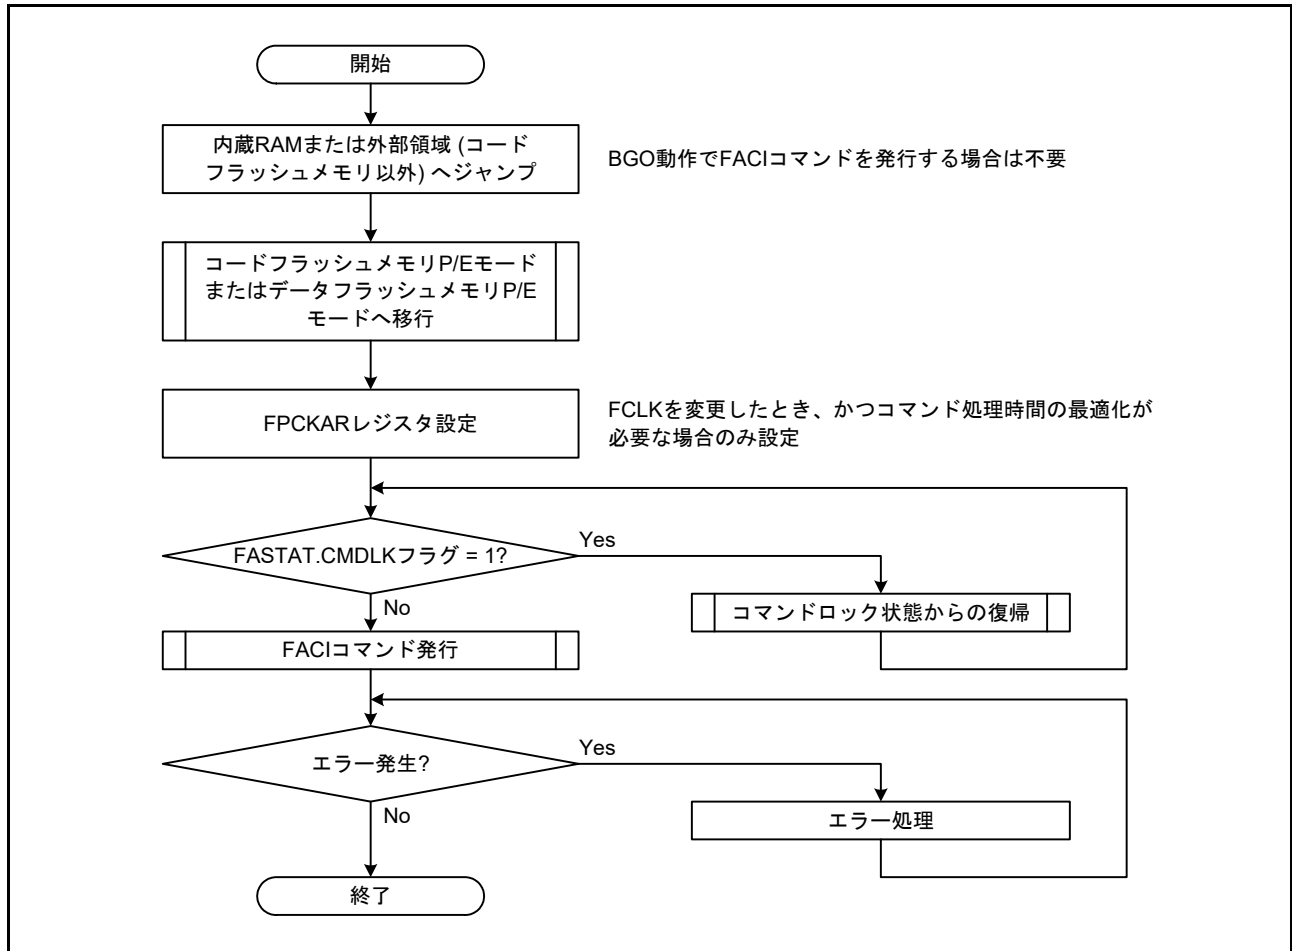 開始
内蔵RAMまたは外部領域 (コード
フラッシュメモリ以外) へジャンプ
BGO動作でFACIコマンドを発行する場合は不要
コードフラッシュメモリP/Eモード
またはデータフラッシュメモリP/E
モードへ移行
FPCKARレジスタ設定
FCLKを変更したとき、かつコマンド処理時間の最適化が
必要な場合のみ設定
FASTAT.CMDLKフラグ = 1?
Yes
No
コマンドロック状態からの復帰
FACIコマンド発行
エラー発生?
Yes
No
エラー処理
終了